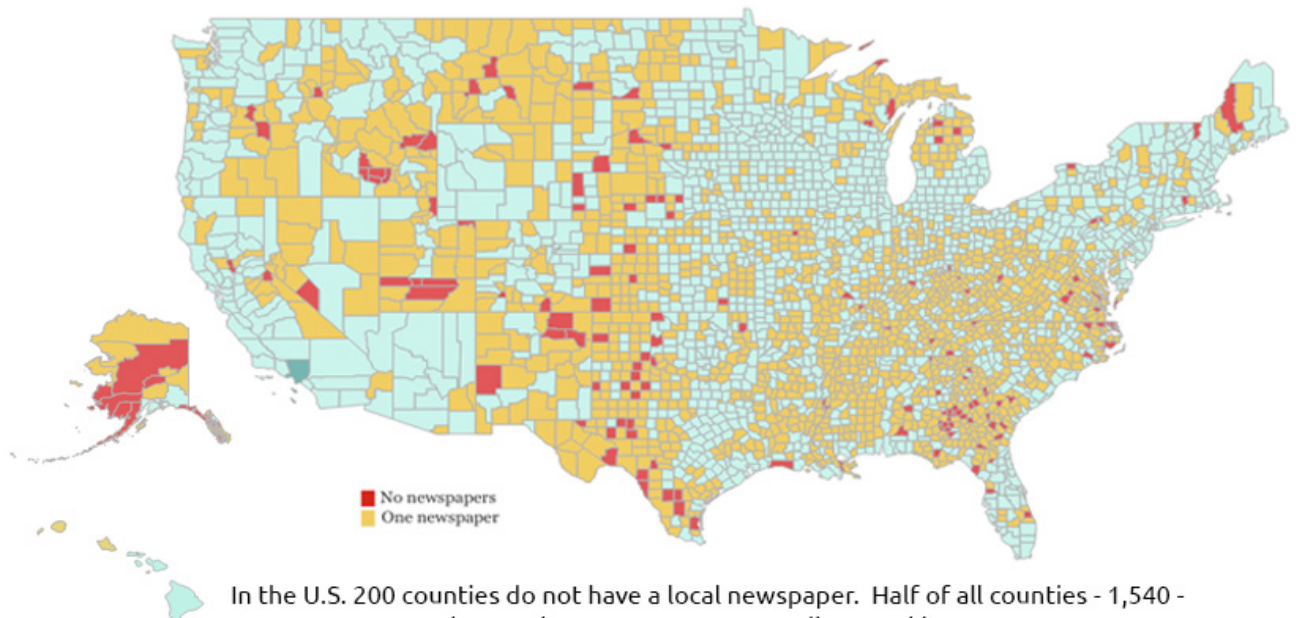 No newspapers
One newspaper
In the U.S. 200 counties do not have a local newspaper. Half of all counties - 1,540 -